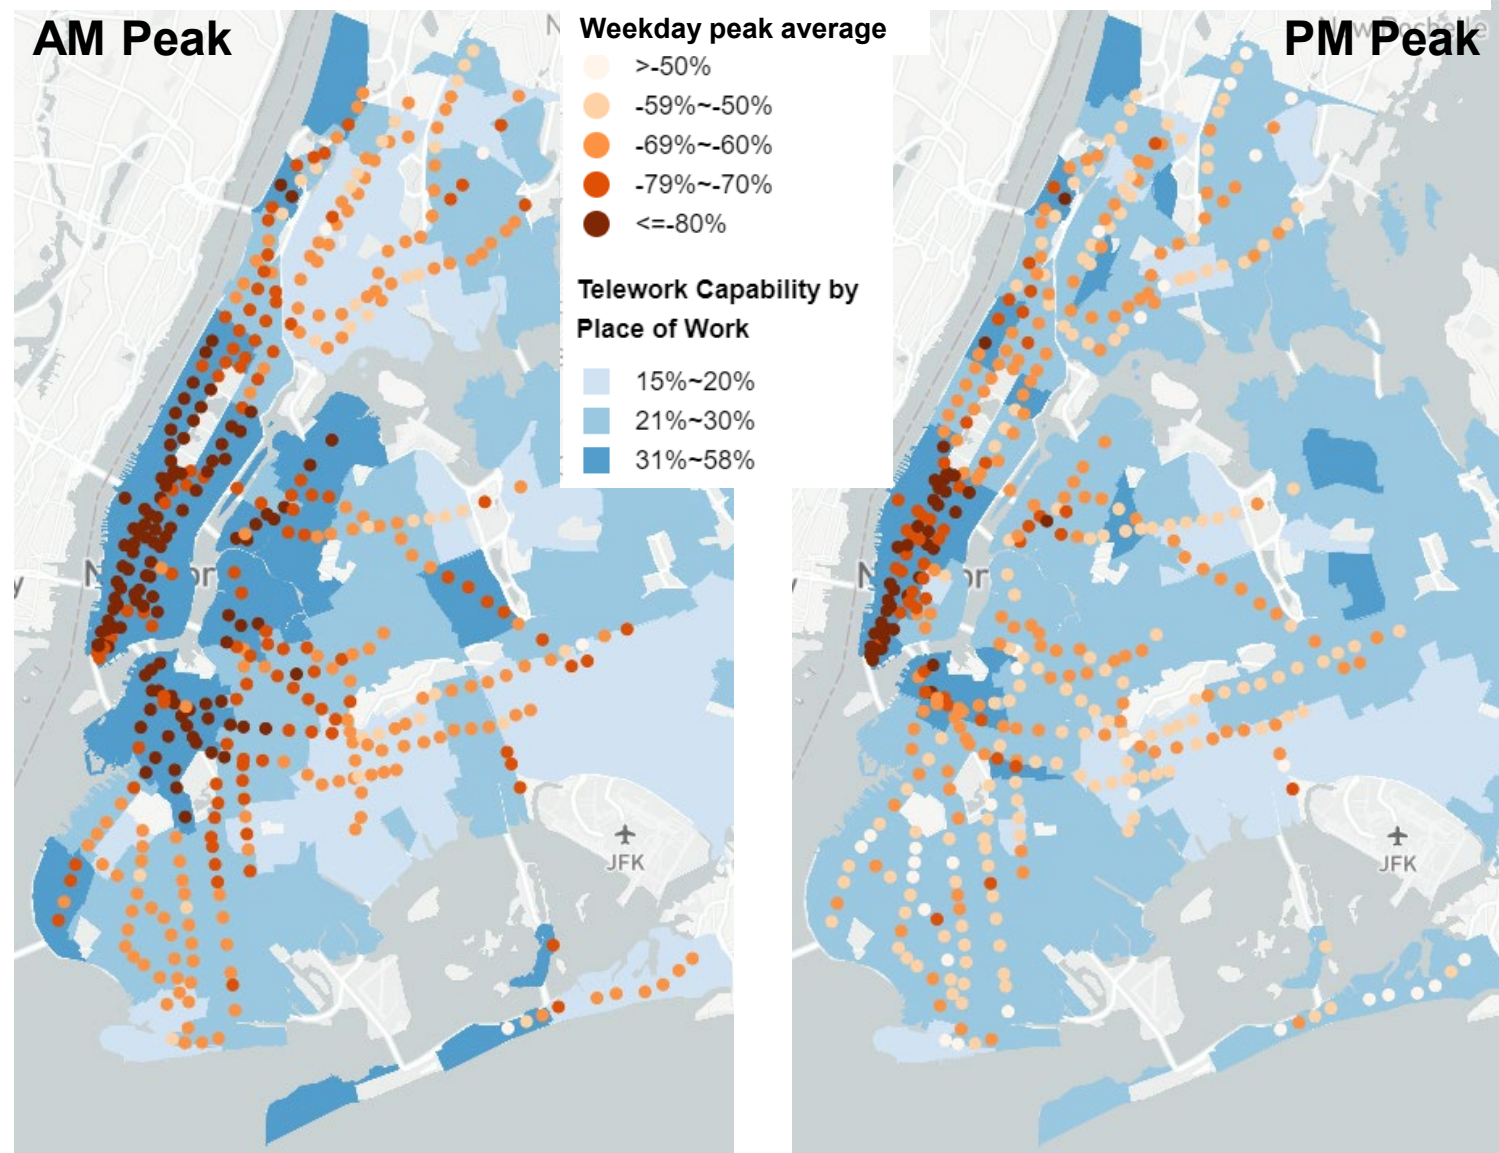 AM Peak
Weekday peak average
>-50%
-59%~-50%
-69%~-60%
-79%~-70%
<=-80%
Telework Capability by
Place of Work
15%~20%
21%~30%
31%~58%
PM Peak
JFK
JFK